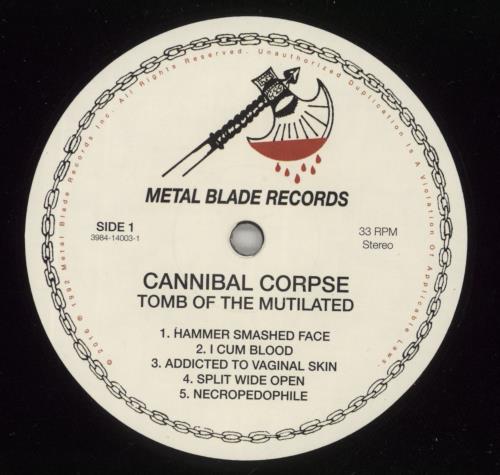 © 2016 ℗ 1992 Metal Blade Records Inc. All Rights Reserved. Unauthorized Duplication Is A Violation Of Applicable Laws.
METAL BLADE RECORDS
SIDE 1
3984-14003-1
33 RPM
Stereo
CANNIBAL CORPSE
TOMB OF THE MUTILATED
1. HAMMER SMASHED FACE
2. I CUM BLOOD
3. ADDICTED TO VAGINAL SKIN
4. SPLIT WIDE OPEN
5. NECROPEDOPHILE